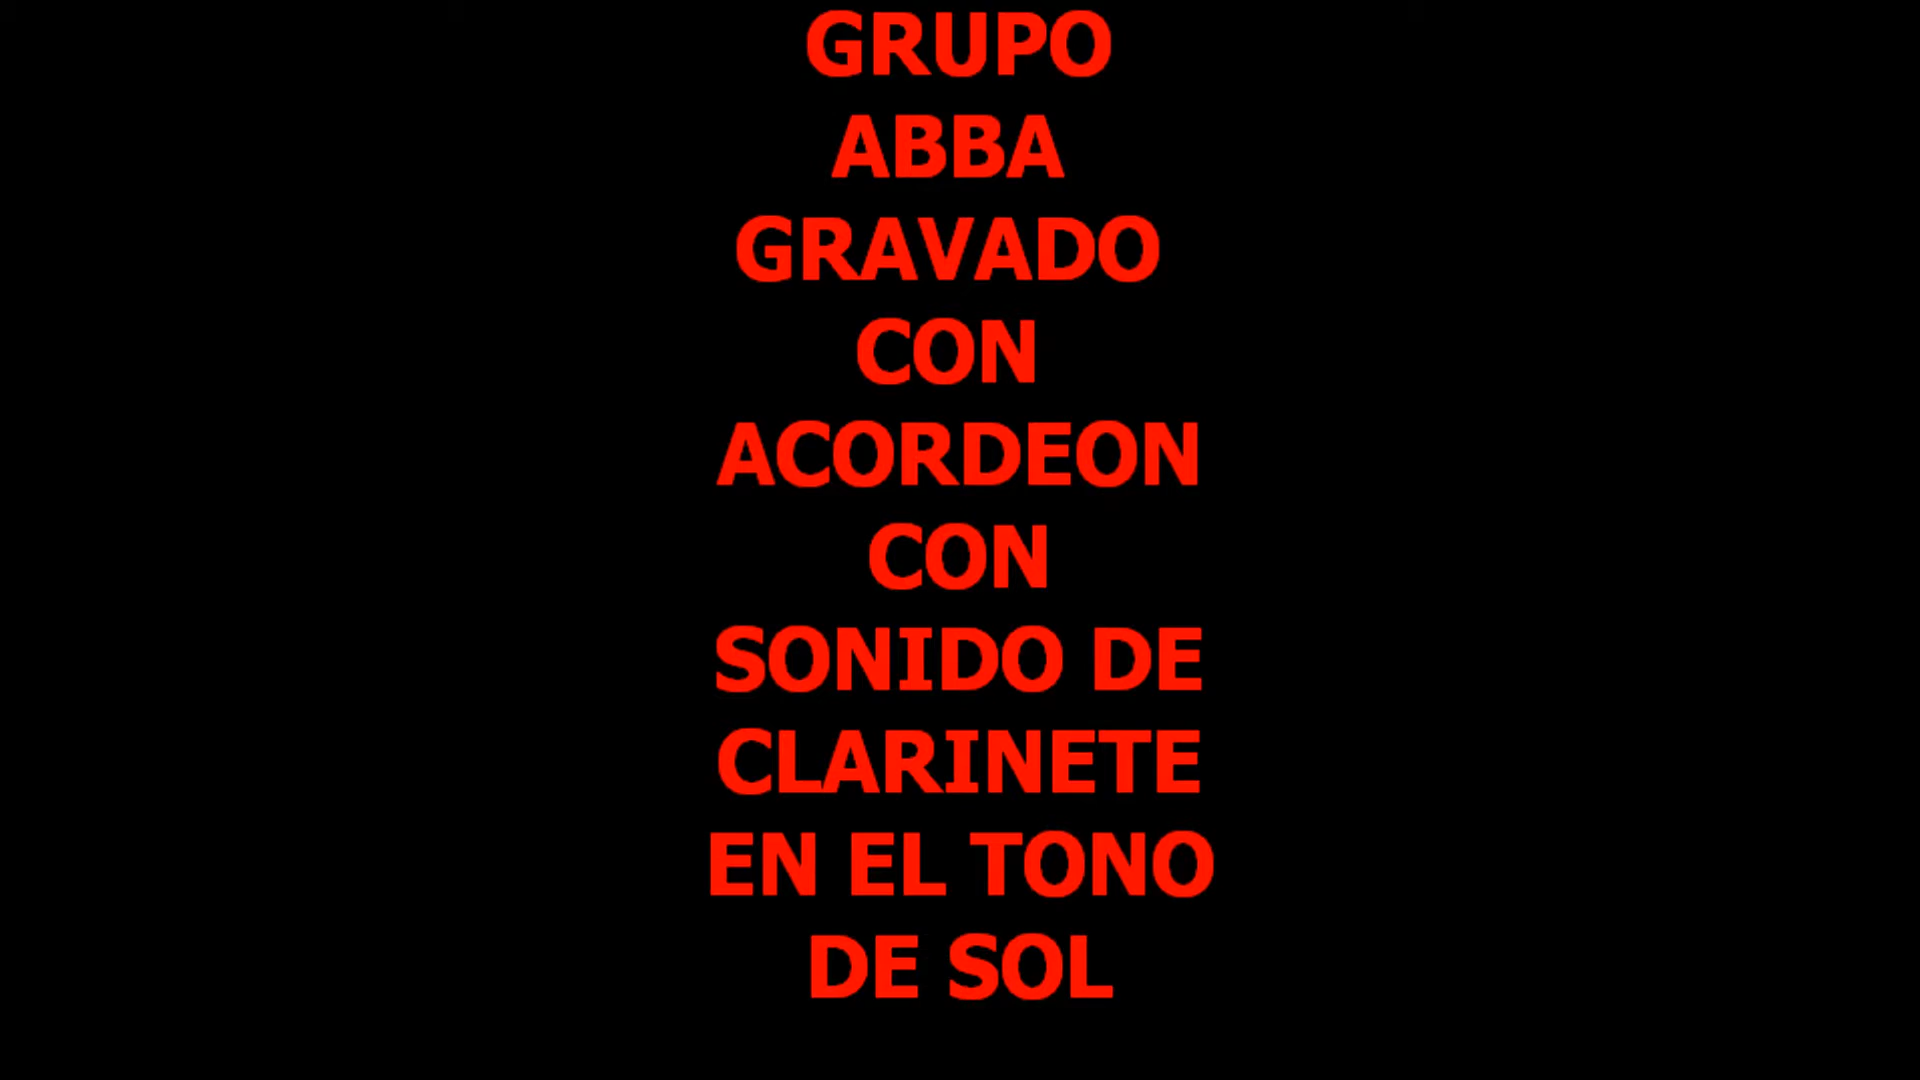 GRUPO
ABBA
GRAVADO
CON
ACORDEON
CON
SONIDO DE
CLARINETE
EN EL TONO
DE SOL